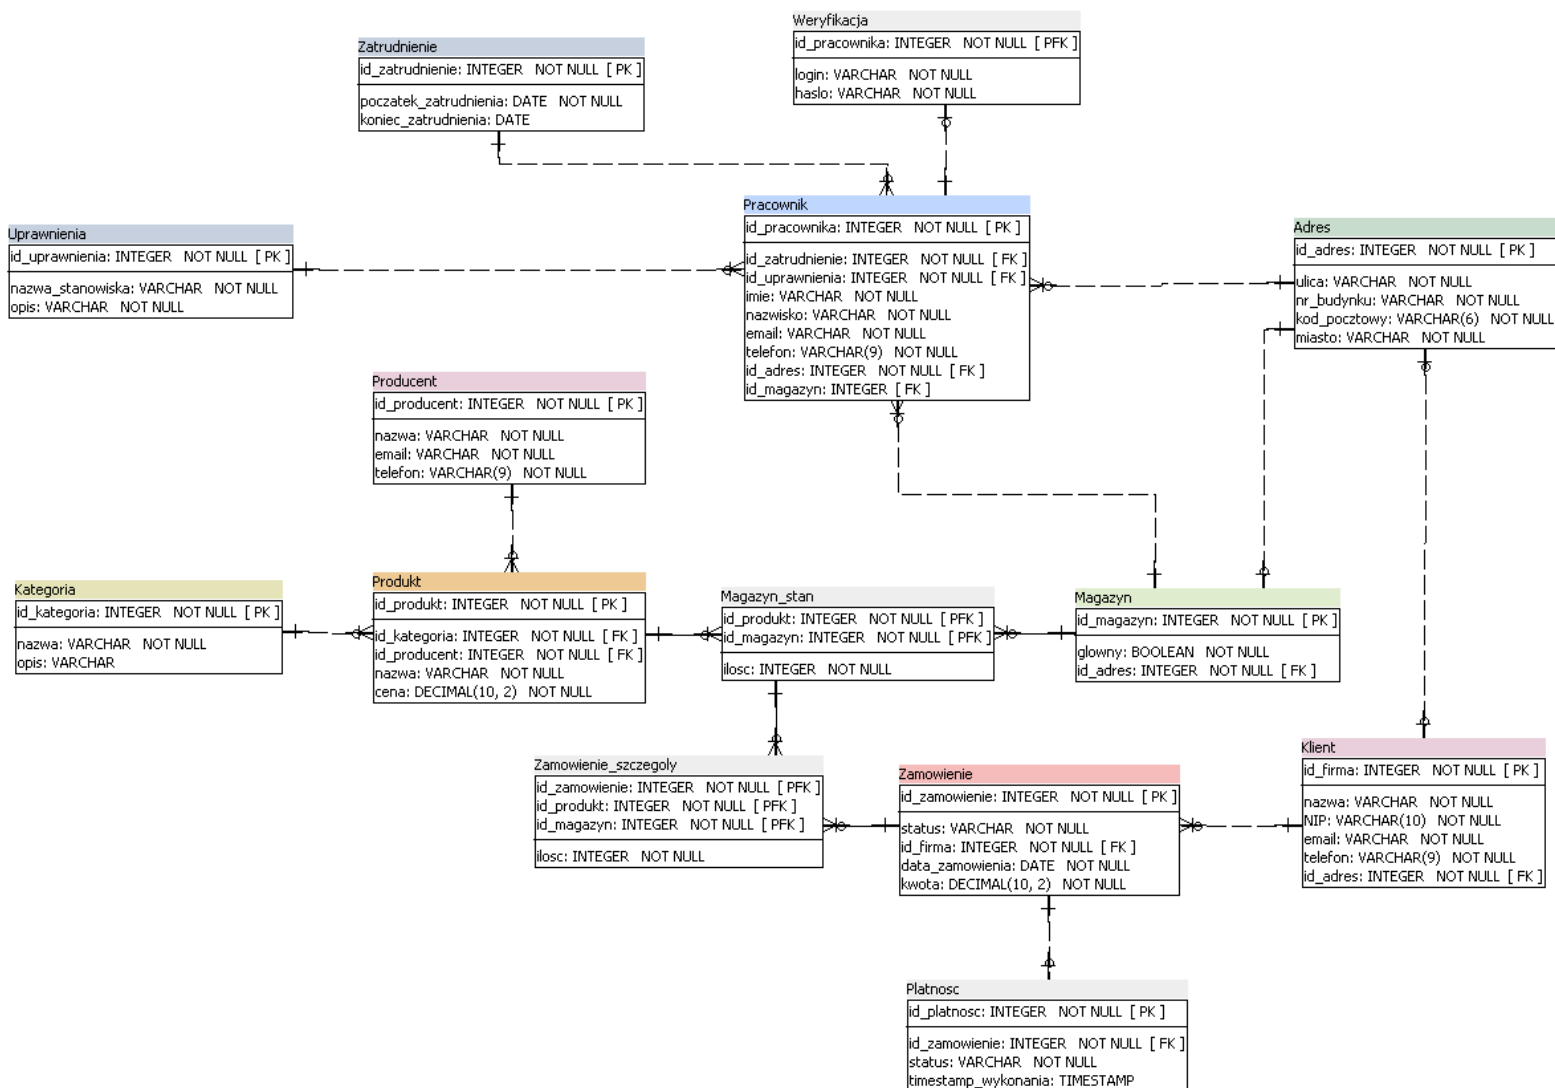 Weryfikacja
id_pracownika: INTEGER NOT NULL [ PFK ]
login: VARCHAR NOT NULL
haslo: VARCHAR NOT NULL
Zatrudnienie
id_zatrudnienie: INTEGER NOT NULL [ PK ]
poczatek_zatrudnienia: DATE NOT NULL
koniec_zatrudnienia: DATE
Pracownik
id_pracownika: INTEGER NOT NULL [ PK ]
id_zatrudnienie: INTEGER NOT NULL [ FK ]
id_uprawnienia: INTEGER NOT NULL [ FK ]
imie: VARCHAR NOT NULL
nazwisko: VARCHAR NOT NULL
email: VARCHAR NOT NULL
telefon: VARCHAR(9) NOT NULL
id_adres: INTEGER NOT NULL [ FK ]
id_magazyn: INTEGER [ FK ]
Uprawnienia
id_uprawnienia: INTEGER NOT NULL [ PK ]
nazwa_stanowiska: VARCHAR NOT NULL
opis: VARCHAR NOT NULL
Adres
id_adres: INTEGER NOT NULL [ PK ]
ulica: VARCHAR NOT NULL
nr_budynku: VARCHAR NOT NULL
kod_pocztowy: VARCHAR(6) NOT NULL
miasto: VARCHAR NOT NULL
Producent
id_producent: INTEGER NOT NULL [ PK ]
nazwa: VARCHAR NOT NULL
email: VARCHAR NOT NULL
telefon: VARCHAR(9) NOT NULL
Kategoria
id_kategoria: INTEGER NOT NULL [ PK ]
nazwa: VARCHAR NOT NULL
opis: VARCHAR
Produkt
id_produkt: INTEGER NOT NULL [ PK ]
id_kategoria: INTEGER NOT NULL [ FK ]
id_producent: INTEGER NOT NULL [ FK ]
nazwa: VARCHAR NOT NULL
cena: DECIMAL(10, 2) NOT NULL
Magazyn_stan
id_produkt: INTEGER NOT NULL [ PFK ]
id_magazyn: INTEGER NOT NULL [ PFK ]
ilosc: INTEGER NOT NULL
Magazyn
id_magazyn: INTEGER NOT NULL [ PK ]
glowny: BOOLEAN NOT NULL
id_adres: INTEGER NOT NULL [ FK ]
Zamowienie_szczegoly
id_zamowienie: INTEGER NOT NULL [ PFK ]
id_produkt: INTEGER NOT NULL [ PFK ]
id_magazyn: INTEGER NOT NULL [ PFK ]
ilosc: INTEGER NOT NULL
Zamowienie
id_zamowienie: INTEGER NOT NULL [ PK ]
status: VARCHAR NOT NULL
id_firma: INTEGER NOT NULL [ FK ]
data_zamowienia: DATE NOT NULL
kwota: DECIMAL(10, 2) NOT NULL
Klient
id_firma: INTEGER NOT NULL [ PK ]
nazwa: VARCHAR NOT NULL
NIP: VARCHAR(10) NOT NULL
email: VARCHAR NOT NULL
telefon: VARCHAR(9) NOT NULL
id_adres: INTEGER NOT NULL [ FK ]
Platnosc
id_platnosc: INTEGER NOT NULL [ PK ]
id_zamowienie: INTEGER NOT NULL [ FK ]
status: VARCHAR NOT NULL
timestamp_wykonania: TIMESTAMP